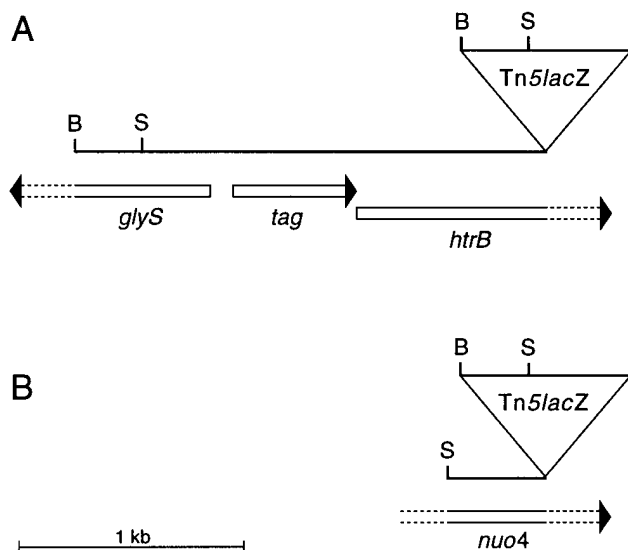 A
B S
Tn5lacZ
B S
glyS tag htrB
B
B S
Tn5lacZ
S
nuo4
1 kb